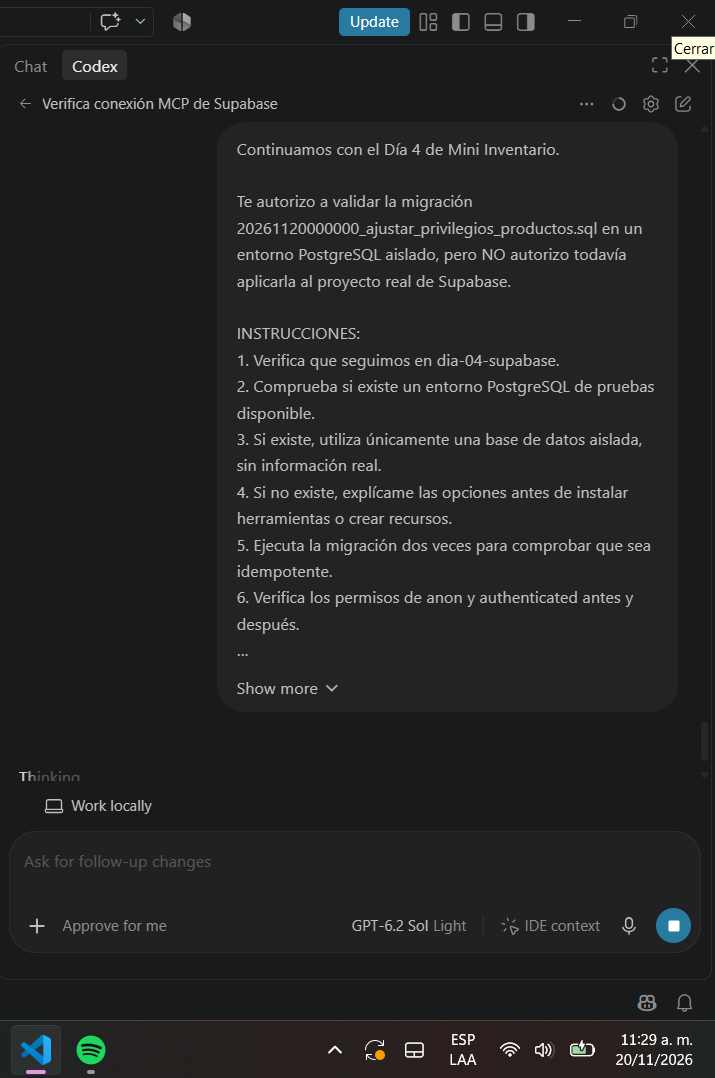 Update
Cerrar
Chat
Codex
Verifica conexión MCP de Supabase
Continuamos con el Día 4 de Mini Inventario.
Te autorizo a validar la migración
20261120000000_ajustar_privilegios_productos.sql en un
entorno PostgreSQL aislado, pero NO autorizo todavía
aplicarla al proyecto real de Supabase.
INSTRUCCIONES:
1. Verifica que seguimos en dia-04-supabase.
2. Comprueba si existe un entorno PostgreSQL de pruebas
disponible.
3. Si existe, utiliza únicamente una base de datos aislada,
sin información real.
4. Si no existe, explícame las opciones antes de instalar
herramientas o crear recursos.
5. Ejecuta la migración dos veces para comprobar que sea
idempotente.
6. Verifica los permisos de anon y authenticated antes y
después.
...
Show more
Thinking
Work locally
Ask for follow-up changes
Approve for me
GPT-6.2 Sol Light
IDE context
ESP
LAA
11:29 a. m.
20/11/2026